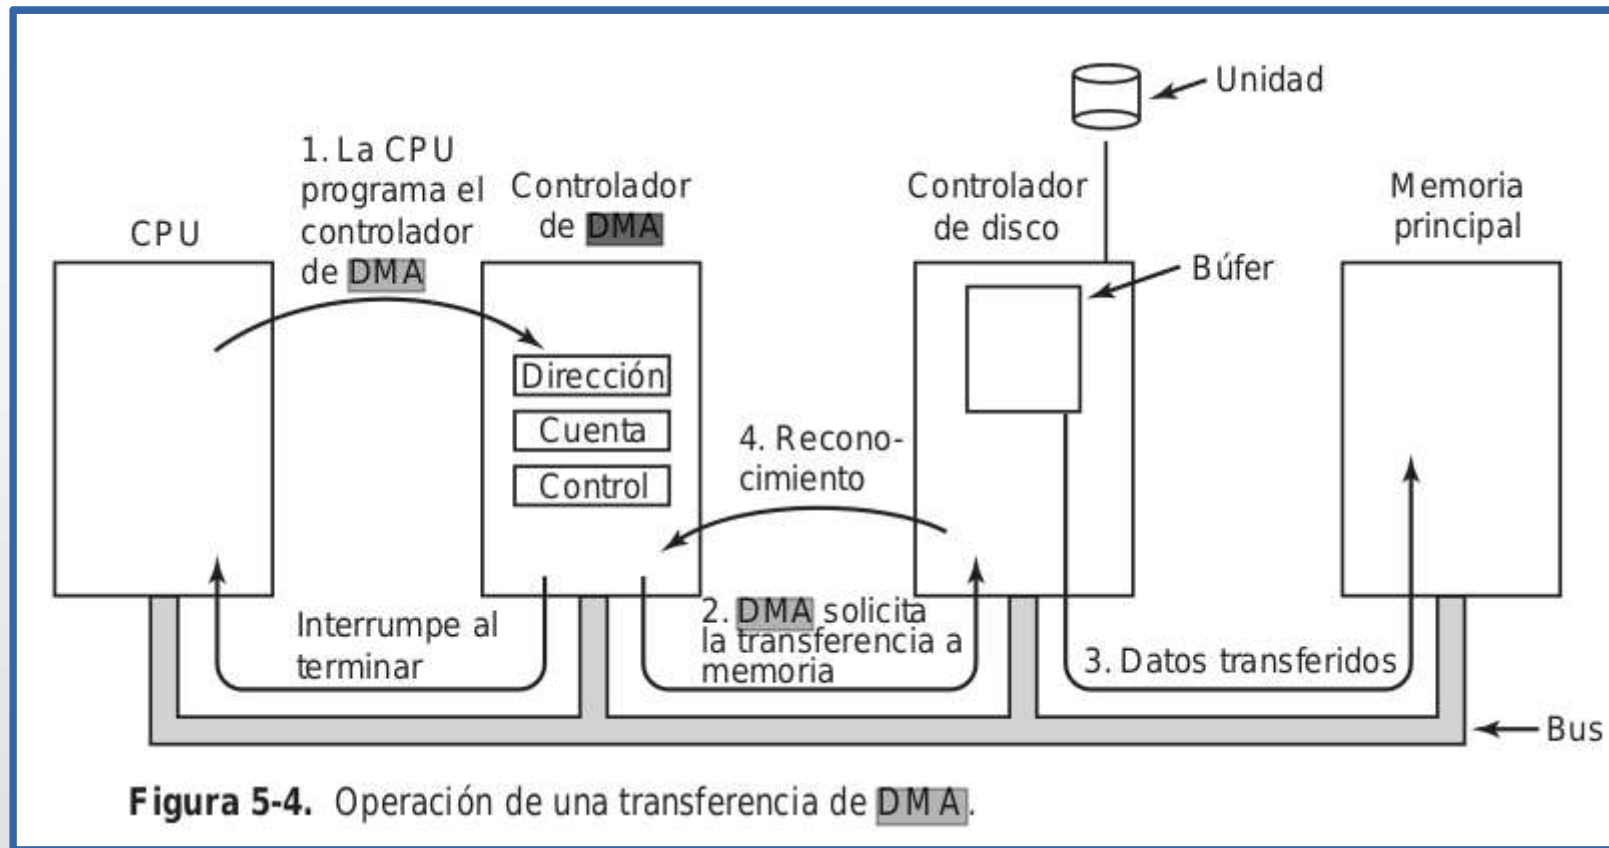 Unidad
1. La CPU
programa el
controlador
de DMA
Controlador
de DMA
Controlador
de disco
Memoria
principal
CPU
Búfer
Dirección
Cuenta
Control
4. Recono-
cimiento
Interrumpe al
terminar
2. DMA solicita
la transferencia a
memoria
3. Datos transferidos
Bus
Figura 5-4. Operación de una transferencia de DMA.